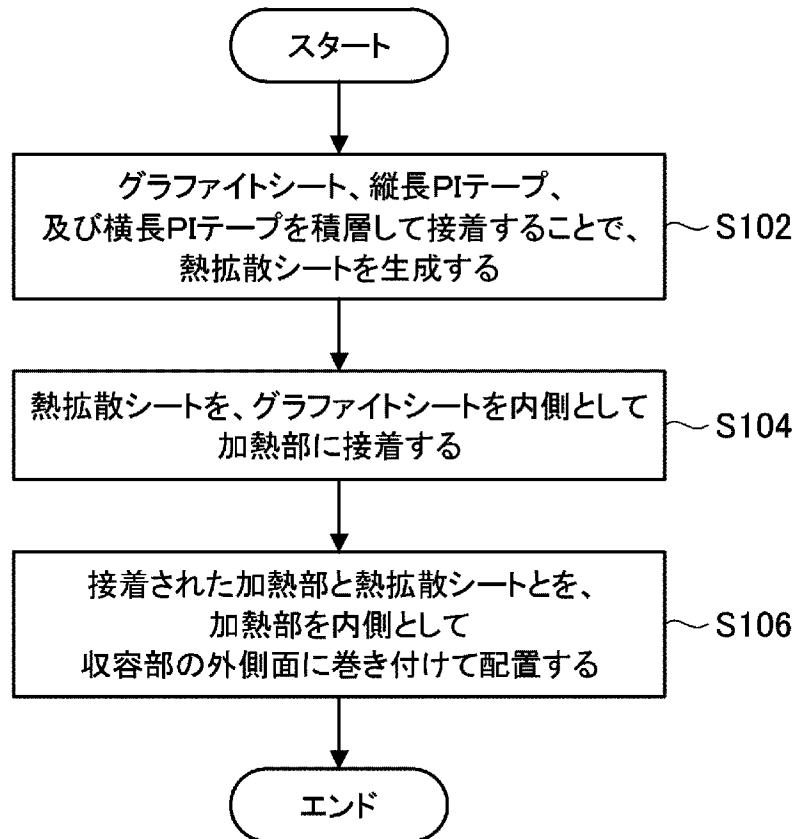 スタート
グラファイトシート、縦長PIテープ、
及び横長PIテープを積層して接着することで、
熱拡散シートを生成する
S102
熱拡散シートを、グラファイトシートを内側として
加熱部に接着する
S104
接着された加熱部と熱拡散シートとを、
加熱部を内側として
収容部の外側面に巻き付けて配置する
S106
エンド